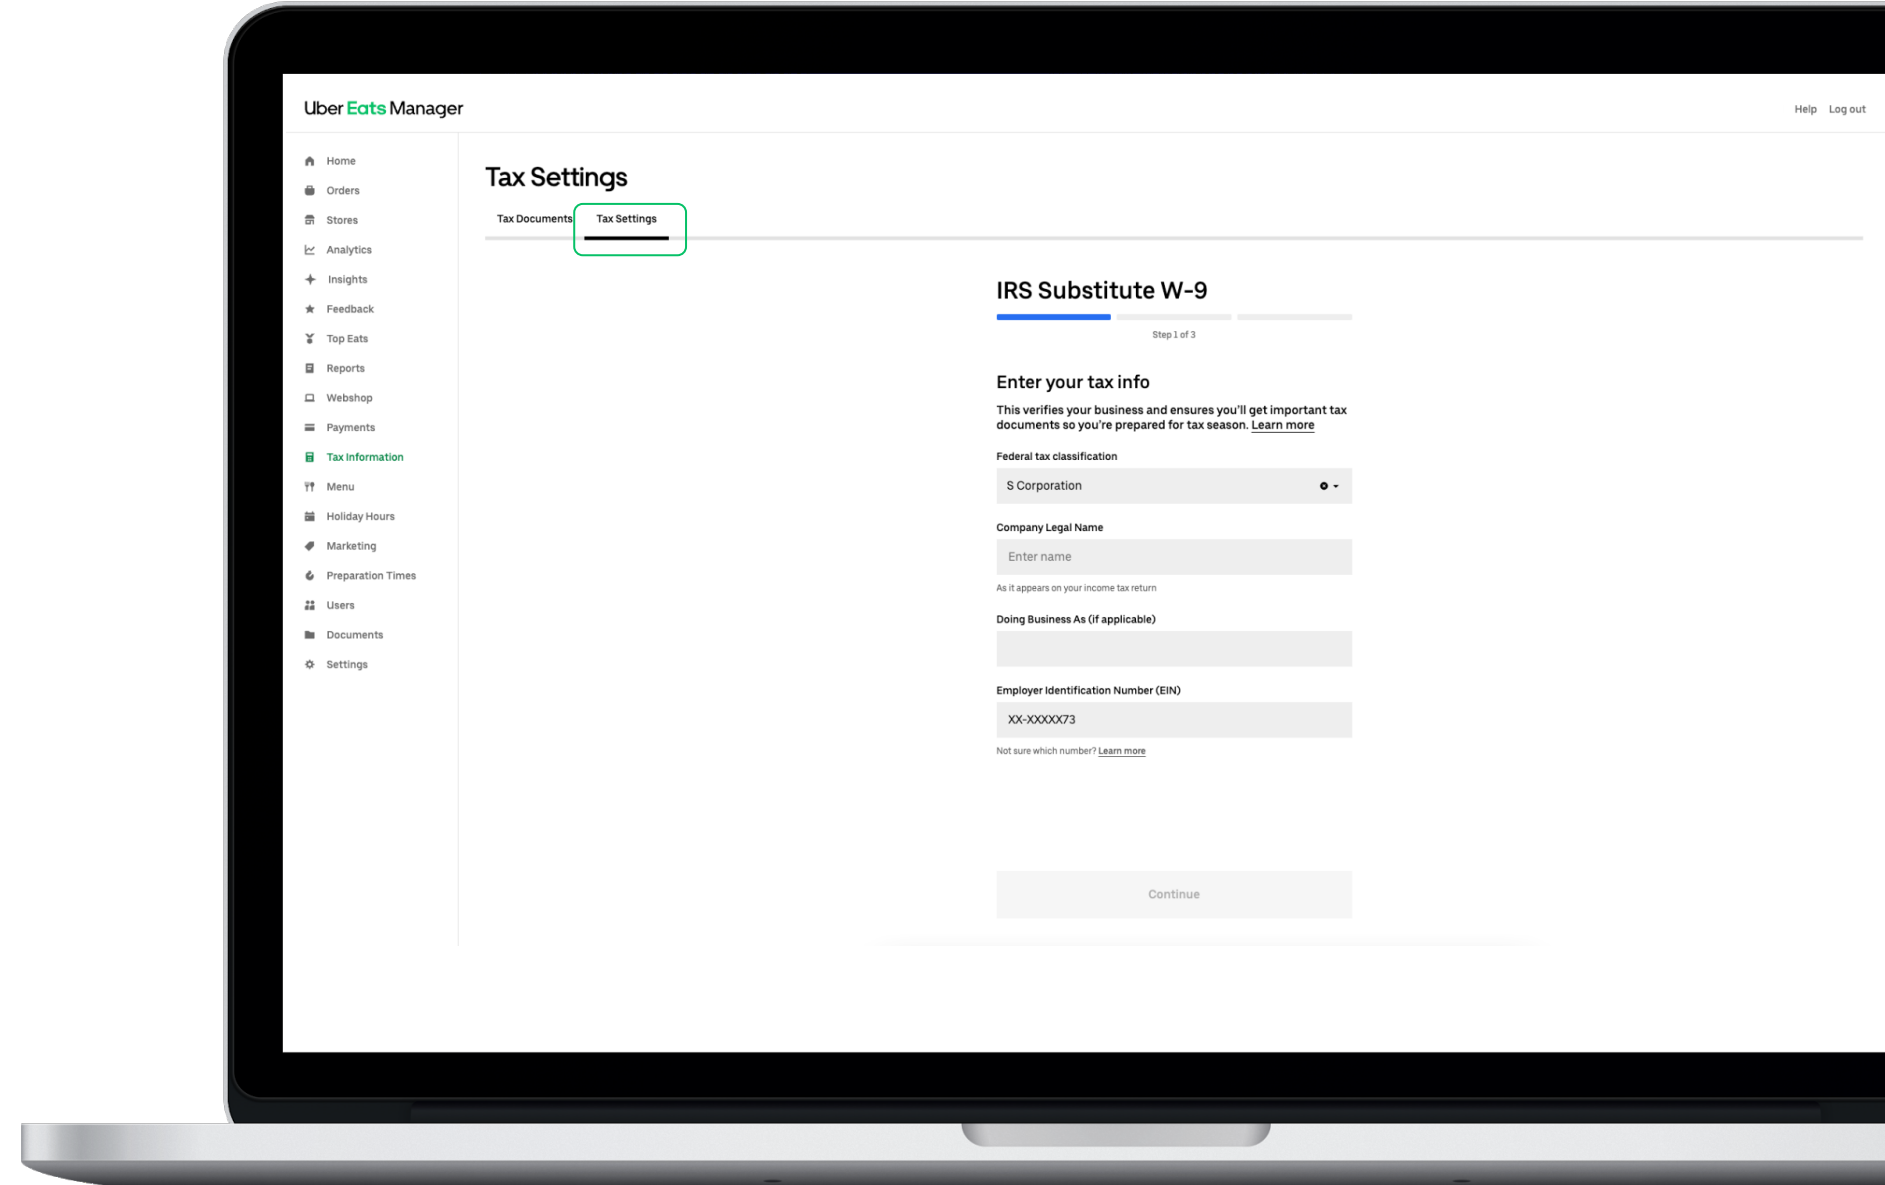 Uber Eats Manager
Help
Log out
Home
Orders
Stores
Analytics
Insights
Feedback
Top Eats
Reports
Webshop
Payments
Tax Information
Menu
Holiday Hours
Marketing
Preparation Times
Users
Documents
Settings
Tax Settings
Tax Documents
Tax Settings
IRS Substitute W-9
Step 1 of 3
Enter your tax info
This verifies your business and ensures you'll get important tax
documents so you're prepared for tax season. Learn more
Federal tax classification
S Corporation
Company Legal Name
Enter name
As it appears on your income tax return
Doing Business As (if applicable)
Employer Identification Number (EIN)
XX-XXXXX73
Not sure which number? Learn more
Continue